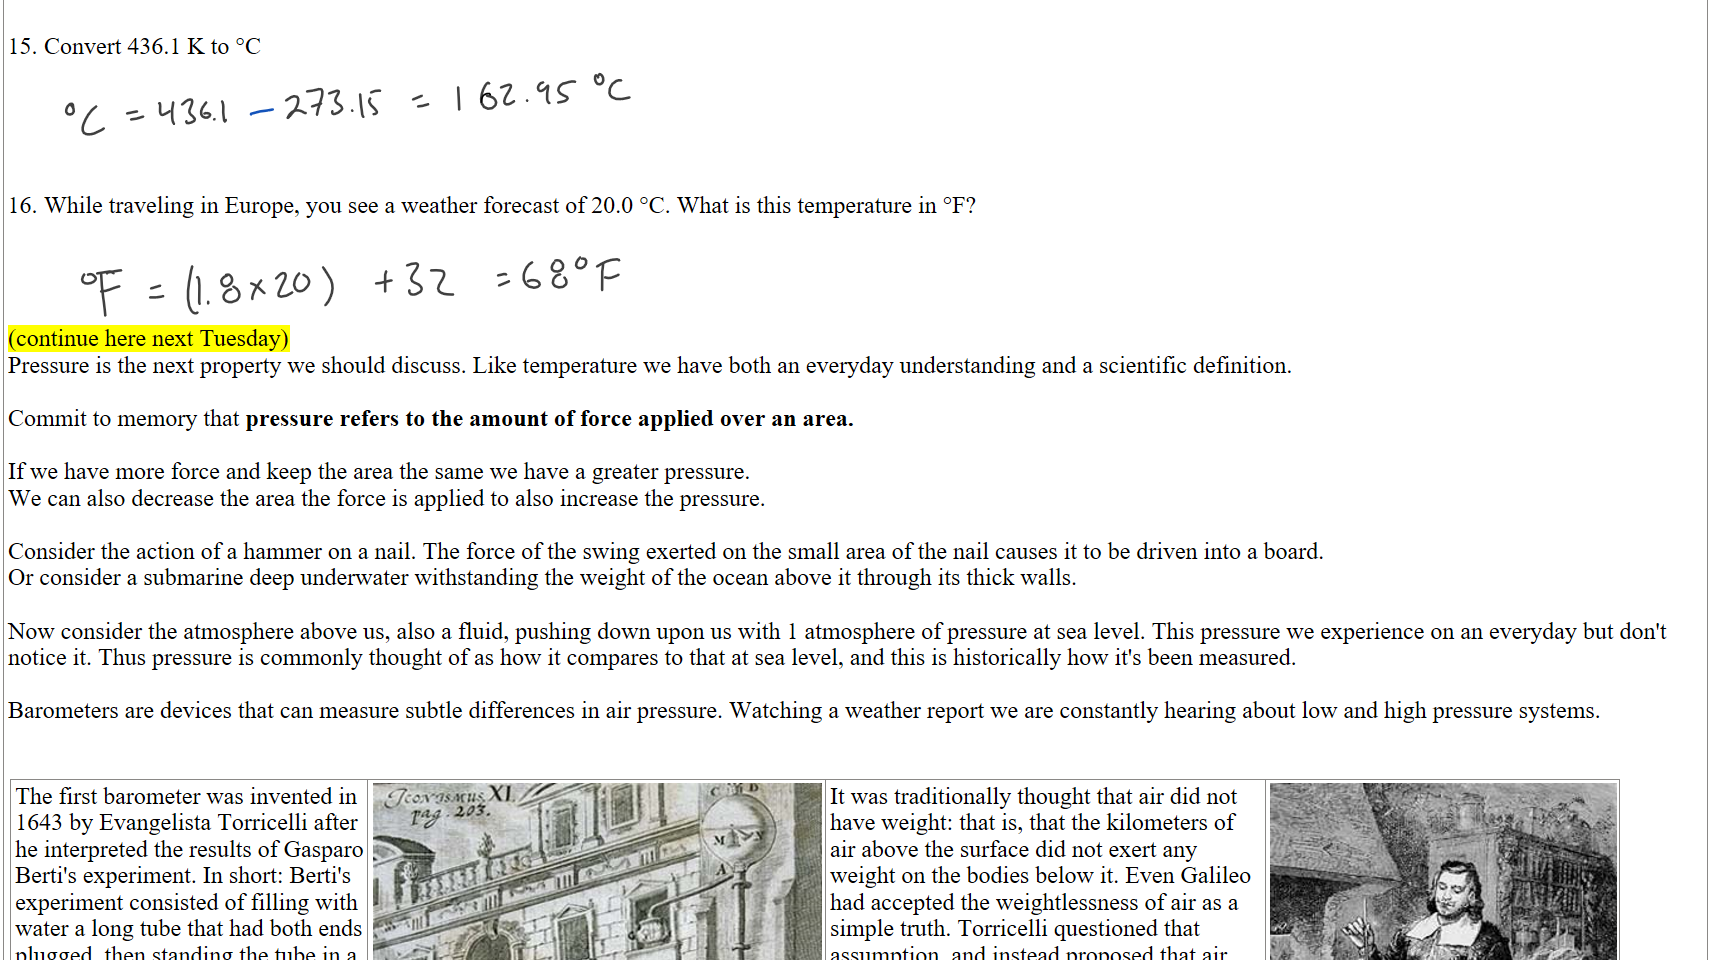 15. Convert 436.1 K to °C
°C = 436.1 - 273.15 = 162.95 °C
16. While traveling in Europe, you see a weather forecast of 20.0 °C. What is this temperature in °F?
°F = (1.8 x 20) + 32 = 68°F
(continue here next Tuesday)
Pressure is the next property we should discuss. Like temperature we have both an everyday understanding and a scientific definition.
Commit to memory that pressure refers to the amount of force applied over an area.
If we have more force and keep the area the same we have a greater pressure.
We can also decrease the area the force is applied to also increase the pressure.
Consider the action of a hammer on a nail. The force of the swing exerted on the small area of the nail causes it to be driven into a board.
Or consider a submarine deep underwater withstanding the weight of the ocean above it through its thick walls.
Now consider the atmosphere above us, also a fluid, pushing down upon us with 1 atmosphere of pressure at sea level. This pressure we experience on an everyday but don't
notice it. Thus pressure is commonly thought of as how it compares to that at sea level, and this is historically how it's been measured.
Barometers are devices that can measure subtle differences in air pressure. Watching a weather report we are constantly hearing about low and high pressure systems.
The first barometer was invented in
1643 by Evangelista Torricelli after
he interpreted the results of Gasparo
Berti's experiment. In short: Berti's
experiment consisted of filling with
water a long tube that had both ends
plugged, then standing the tube in a
XI.
pag. 203.
C D
M N
A
It was traditionally thought that air did not
have weight: that is, that the kilometers of
air above the surface did not exert any
weight on the bodies below it. Even Galileo
had accepted the weightlessness of air as a
simple truth. Torricelli questioned that
assumption, and instead proposed that air